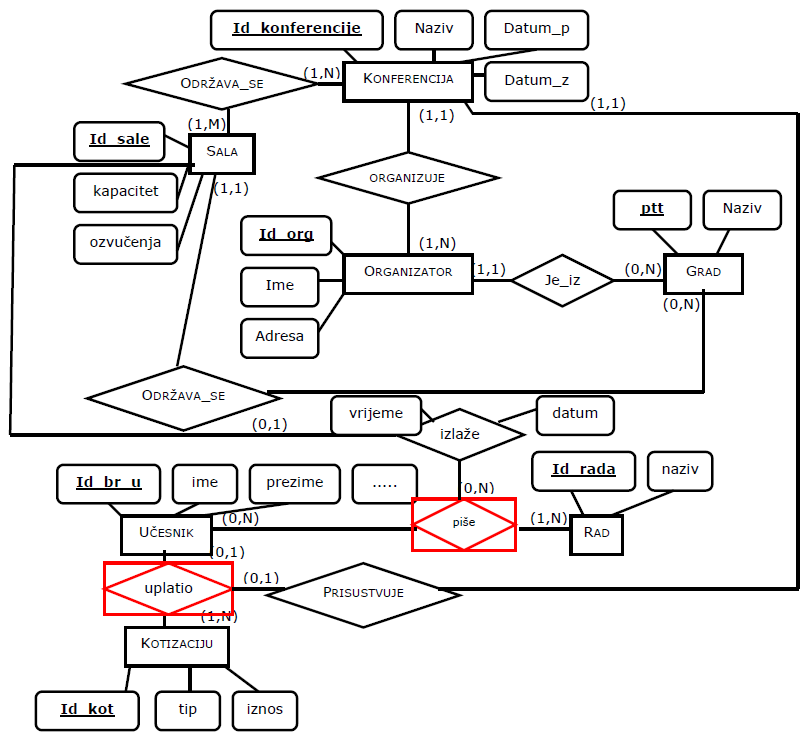 Id_konferencije
Naziv
Datum_p
Održava_se
(1,N)
Konferencija
Datum_z
(1,1)
(1,1)
(1,M)
Id_sale
Sala
kapacitet
(1,1)
organizuje
ptt
Naziv
ozvučenja
Id_org
(1,N)
Organizator
(1,1)
Je_iz
(0,N)
Grad
Ime
(0,N)
Adresa
Održava_se
vrijeme
datum
(0,1)
izlaže
Id_br_u
ime
prezime
.....
(0,N)
Id_rada
naziv
Učesnik
(0,N)
piše
(1,N)
Rad
(0,1)
uplatio
(0,1)
Prisustvuje
(1,N)
Kotizaciju
Id_kot
tip
iznos